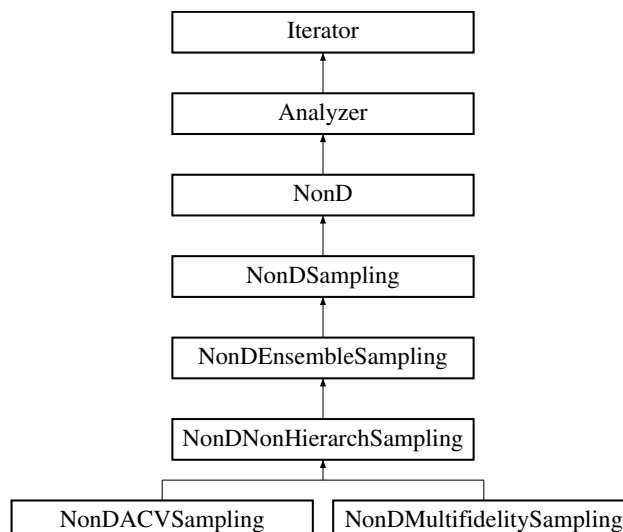 Iterator
Analyzer
NonD
NonDSampling
NonDEnsembleSampling
NonDNonHierarchSampling
NonDACVSampling
NonDMultifidelitySampling